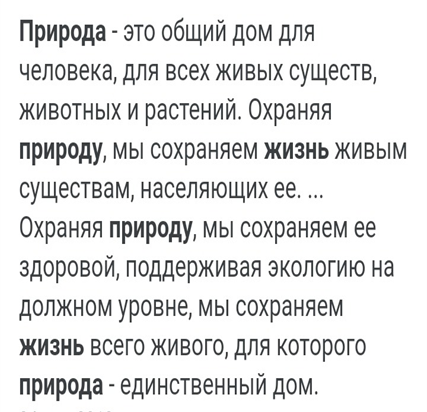 Природа - это общий дом для
человека, для всех живых существ,
животных и растений. Охраняя
природу, мы сохраняем жизнь живым
существам, населяющих ее. ...
Охраняя природу, мы сохраняем ее
здоровой, поддерживая экологию на
должном уровне, мы сохраняем
жизнь всего живого, для которого
природа - единственный дом.